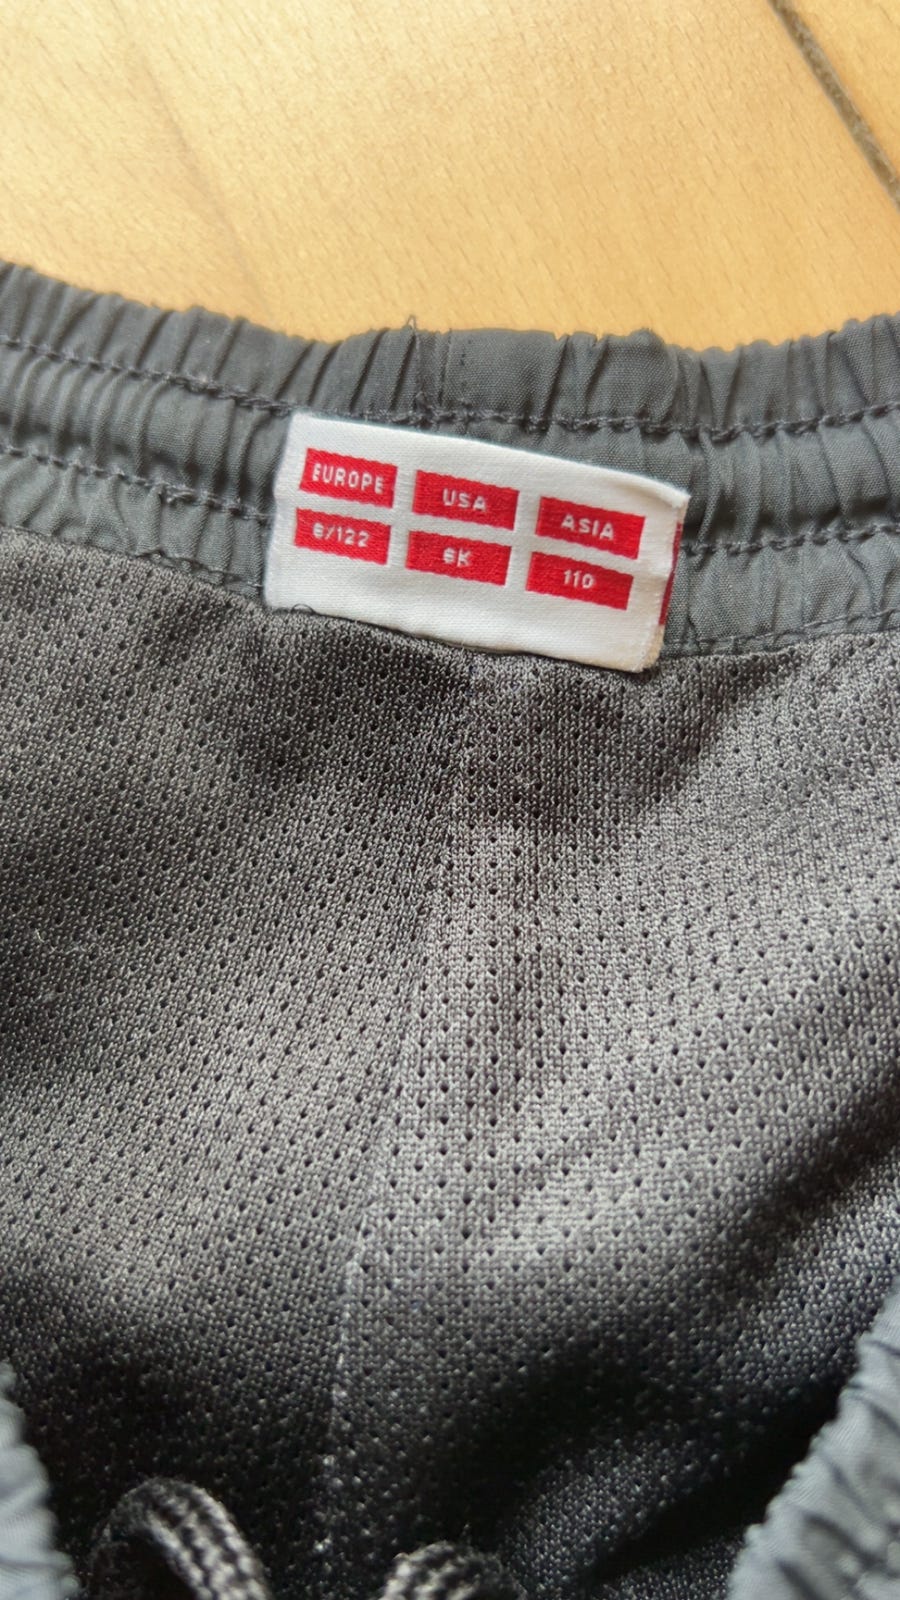 EUROPE USA ASIA
6/122 6K 110